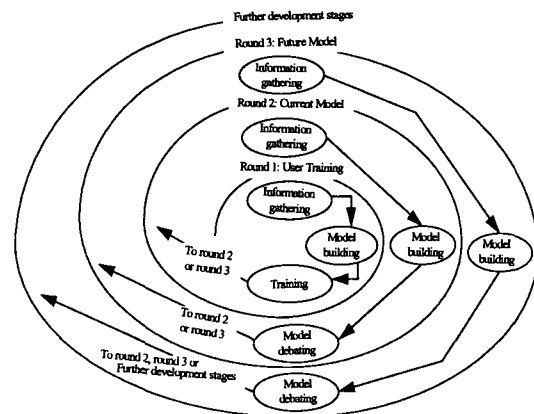 Further development stages
Round 3: Future Model
Information
gathering
Round 2: Current Model
Information
gathering
Round 1: User Training
Information
gathering
Model
building
Model
building
Model
building
To round 2
or round 3
Training
To round 2
or round 3
Model
debating
To round 2, round 3 or
Further development stages
Model
debating